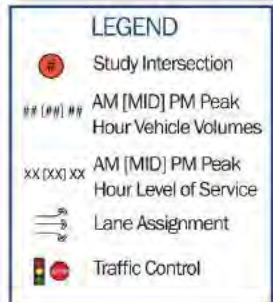 LEGEND
# Study Intersection
## [##] ## AM [MID] PM Peak
Hour Vehicle Volumes
XX [XX] XX AM [MID] PM Peak
Hour Level of Service
Lane Assignment
Traffic Control